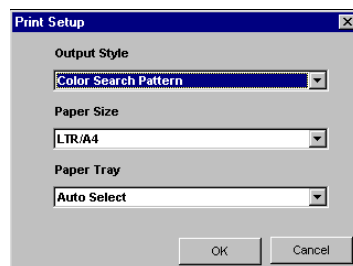 Print Setup
Output Style
Color Search Pattern
Paper Size
LTR/A4
Paper Tray
Auto Select
OK Cancel